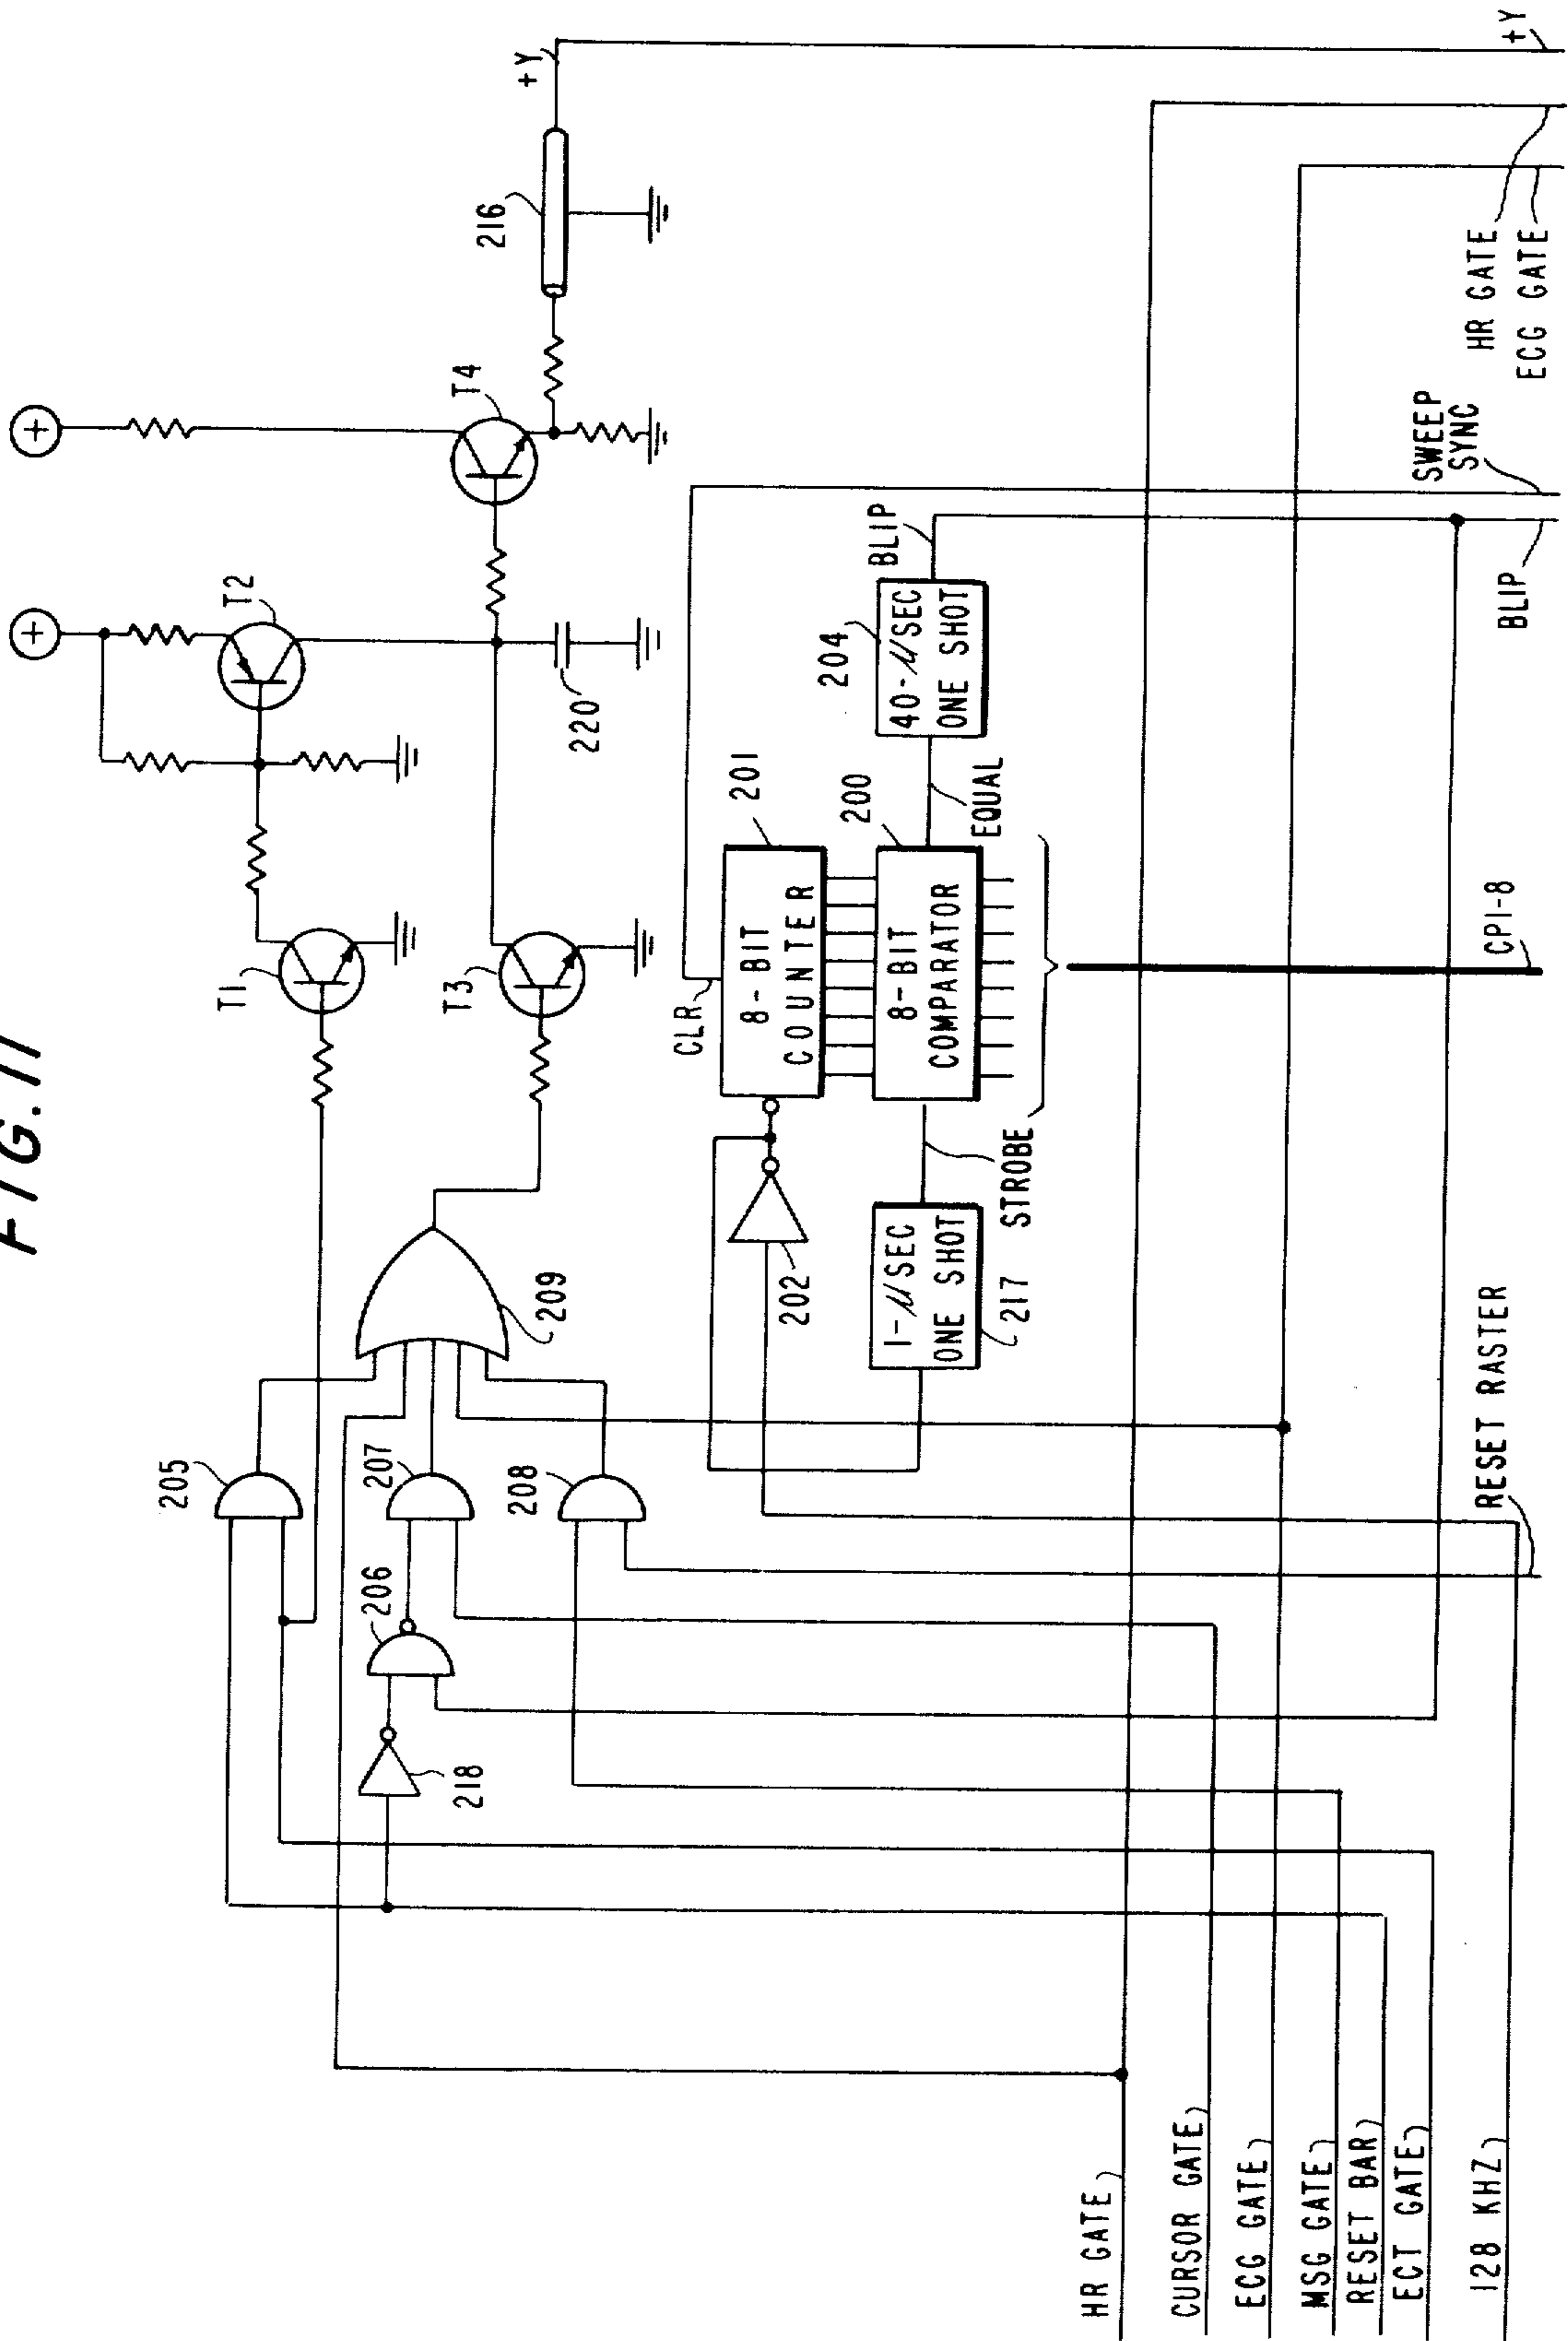 FIG. 11
+
+
T1
T2
T3
T4
+Y
216
220
205
206
207
208
209
218
CLR
8-BIT
COUNTER
201
8-BIT
COMPARATOR
200
EQUAL
204
40-μSEC
ONE SHOT
BLIP
202
1-μSEC
ONE SHOT
217
STROBE
HR GATE
CURSOR GATE
ECG GATE
MSG GATE
RESET BAR
ECT GATE
128 KHZ
RESET RASTER
CP1-8
BLIP
SWEEP
SYNC
HR GATE
ECG GATE
+Y